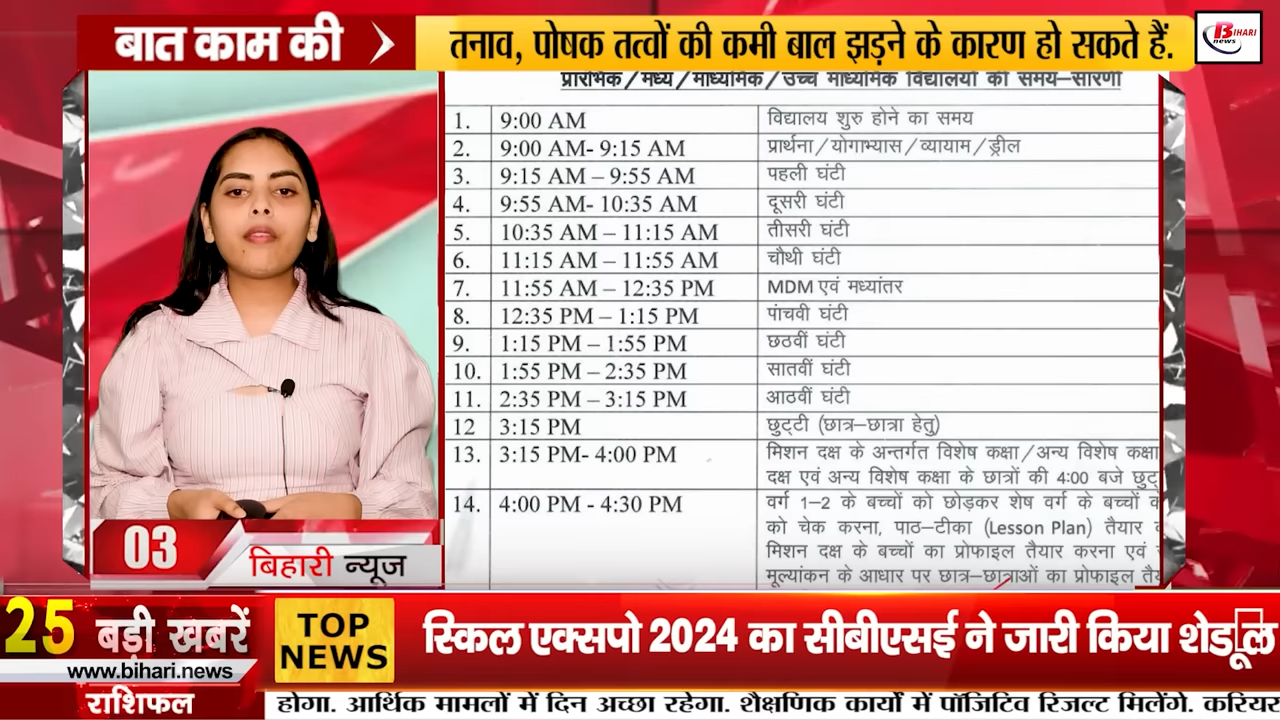 बात काम की
तनाव, पोषक तत्वों की कमी बाल झड़ने के कारण हो सकते हैं.
BIHARI
news
प्रारंभिक/मध्य/माध्यमिक/उच्च माध्यमिक विद्यालयों की समय–सारणी
1. 9:00 AM विद्यालय शुरु होने का समय
2. 9:00 AM- 9:15 AM प्रार्थना/योगाभ्यास/व्यायाम/ड्रील
3. 9:15 AM – 9:55 AM पहली घंटी
4. 9:55 AM- 10:35 AM दूसरी घंटी
5. 10:35 AM – 11:15 AM तीसरी घंटी
6. 11:15 AM – 11:55 AM चौथी घंटी
7. 11:55 AM – 12:35 PM MDM एवं मध्यांतर
8. 12:35 PM – 1:15 PM पांचवी घंटी
9. 1:15 PM – 1:55 PM छठवीं घंटी
10. 1:55 PM – 2:35 PM सातवीं घंटी
11. 2:35 PM – 3:15 PM आठवीं घंटी
12 3:15 PM छुट्टी (छात्र–छात्रा हेतु)
13. 3:15 PM- 4:00 PM मिशन दक्ष के अन्तर्गत विशेष कक्षा/अन्य विशेष कक्षा
दक्ष एवं अन्य विशेष कक्षा के छात्रों की 4:00 बजे
14. 4:00 PM - 4:30 PM वर्ग 1–2 के बच्चों को छोड़कर शेष वर्ग के बच्चों
को चेक करना, पाठ–टीका (Lesson Plan) तैयार
मिशन दक्ष के बच्चों का प्रोफाइल तैयार करना एवं
मूल्यांकन के आधार पर छात्र–छात्राओं का प्रोफाइल
03
बिहारी न्यूज
25 बड़ी खबरें
www.bihari.news
TOP
NEWS
स्किल एक्सपो 2024 का सीबीएसई ने जारी किया शेडूल
राशिफल
होगा. आर्थिक मामलों में दिन अच्छा रहेगा. शैक्षणिक कार्यो में पॉजिटिव रिजल्ट मिलेंगे. करियर